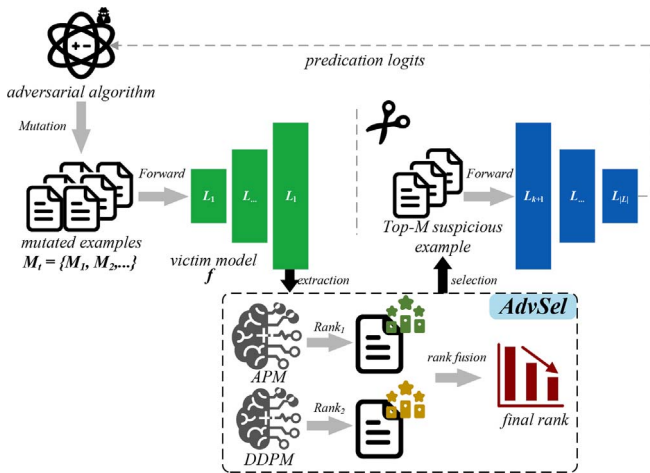 predication logits
adversarial algorithm
Mutation
Forward
L1
L...
L1
mutated examples
Mt = {M1, M2,...}
victim model
f
Top-M suspicious
example
Forward
Lk+1
L...
L|L|
extraction
selection
AdvSel
APM
Rank1
DDPM
Rank2
rank fusion
final rank